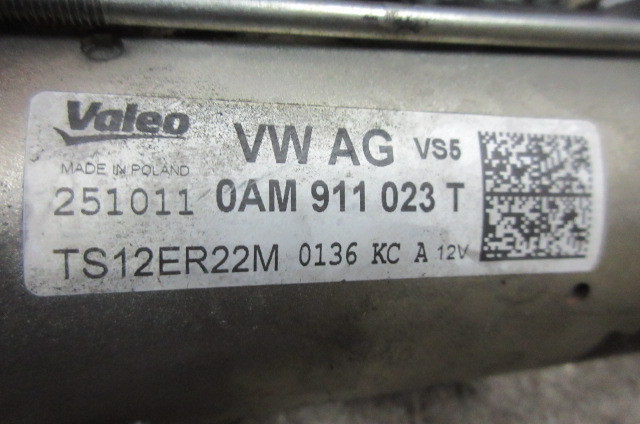 Valeo VW AG VS5
MADE IN POLAND
251011 0AM 911 023 T
TS12ER22M 0136 KC A 12V